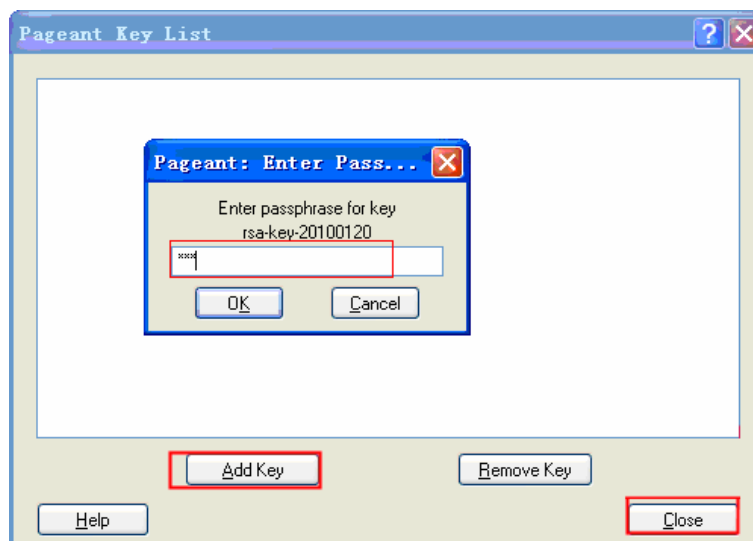 Pageant Key List
Pageant: Enter Pass...
Enter passphrase for key
rsa-key-20100120
***
OK
Cancel
Add Key
Remove Key
Help
Close